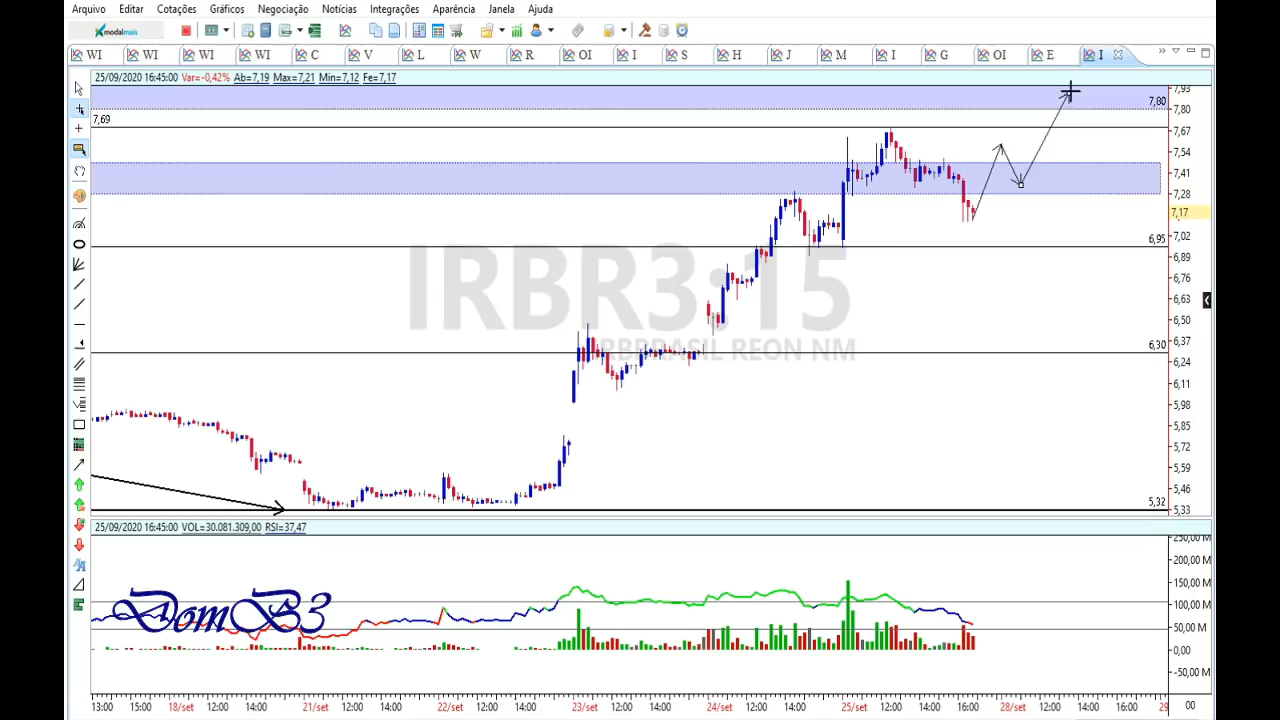 Arquivo Editar Cotações Gráficos Negociação Notícias Integrações Aparência Janela Ajuda
modalmais
WI WI WI WI C V L W R OI I S H J M I G OI E I
25/09/2020 16:45:00 Var=-0,42% Ab=7,19 Max=7,21 Min=7,12 Fe=7,17
7,93
7,80 7,80
7,69
7,67
7,54
7,41
7,28
7,17
7,02
6,95
6,89
6,76
6,63
6,50
6,37
6,30
6,24
6,11
5,98
5,85
5,72
5,59
5,46
5,32
5,33
IRBR3:15
IRBBRASIL REON NM
25/09/2020 16:45:00 VOL=30.081.309,00 RSI=37,47
250,00 M
200,00 M
150,00 M
100,00 M
50,00 M
0,00
-50,00 M
DomB3
13:00 15:00 18/set 12:00 14:00 21/set 12:00 14:00 22/set 12:00 14:00 23/set 12:00 14:00 24/set 12:00 14:00 25/set 12:00 14:00 16:00 28/set 12:00 14:00 16:00 29
00